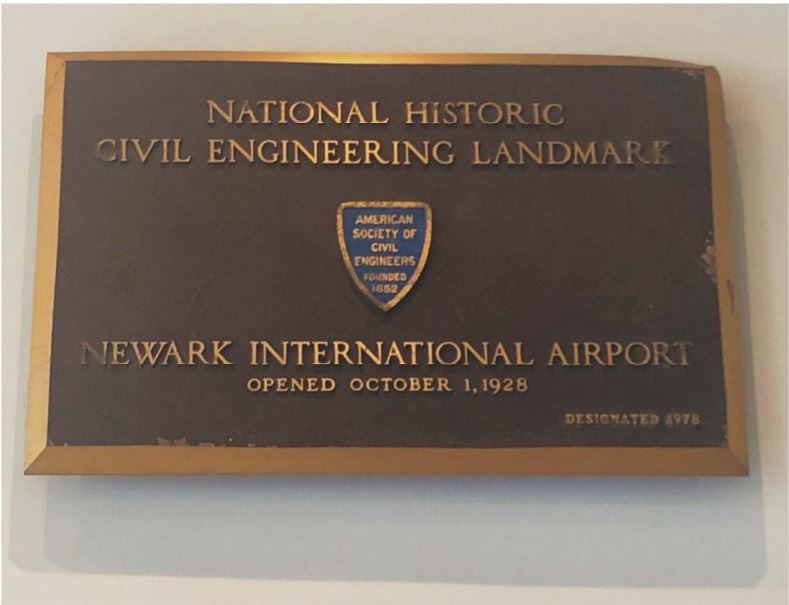 NATIONAL HISTORIC
CIVIL ENGINEERING LANDMARK
AMERICAN
SOCIETY OF
CIVIL
ENGINEERS
FOUNDED
1852
NEWARK INTERNATIONAL AIRPORT
OPENED OCTOBER 1, 1928
DESIGNATED 1978